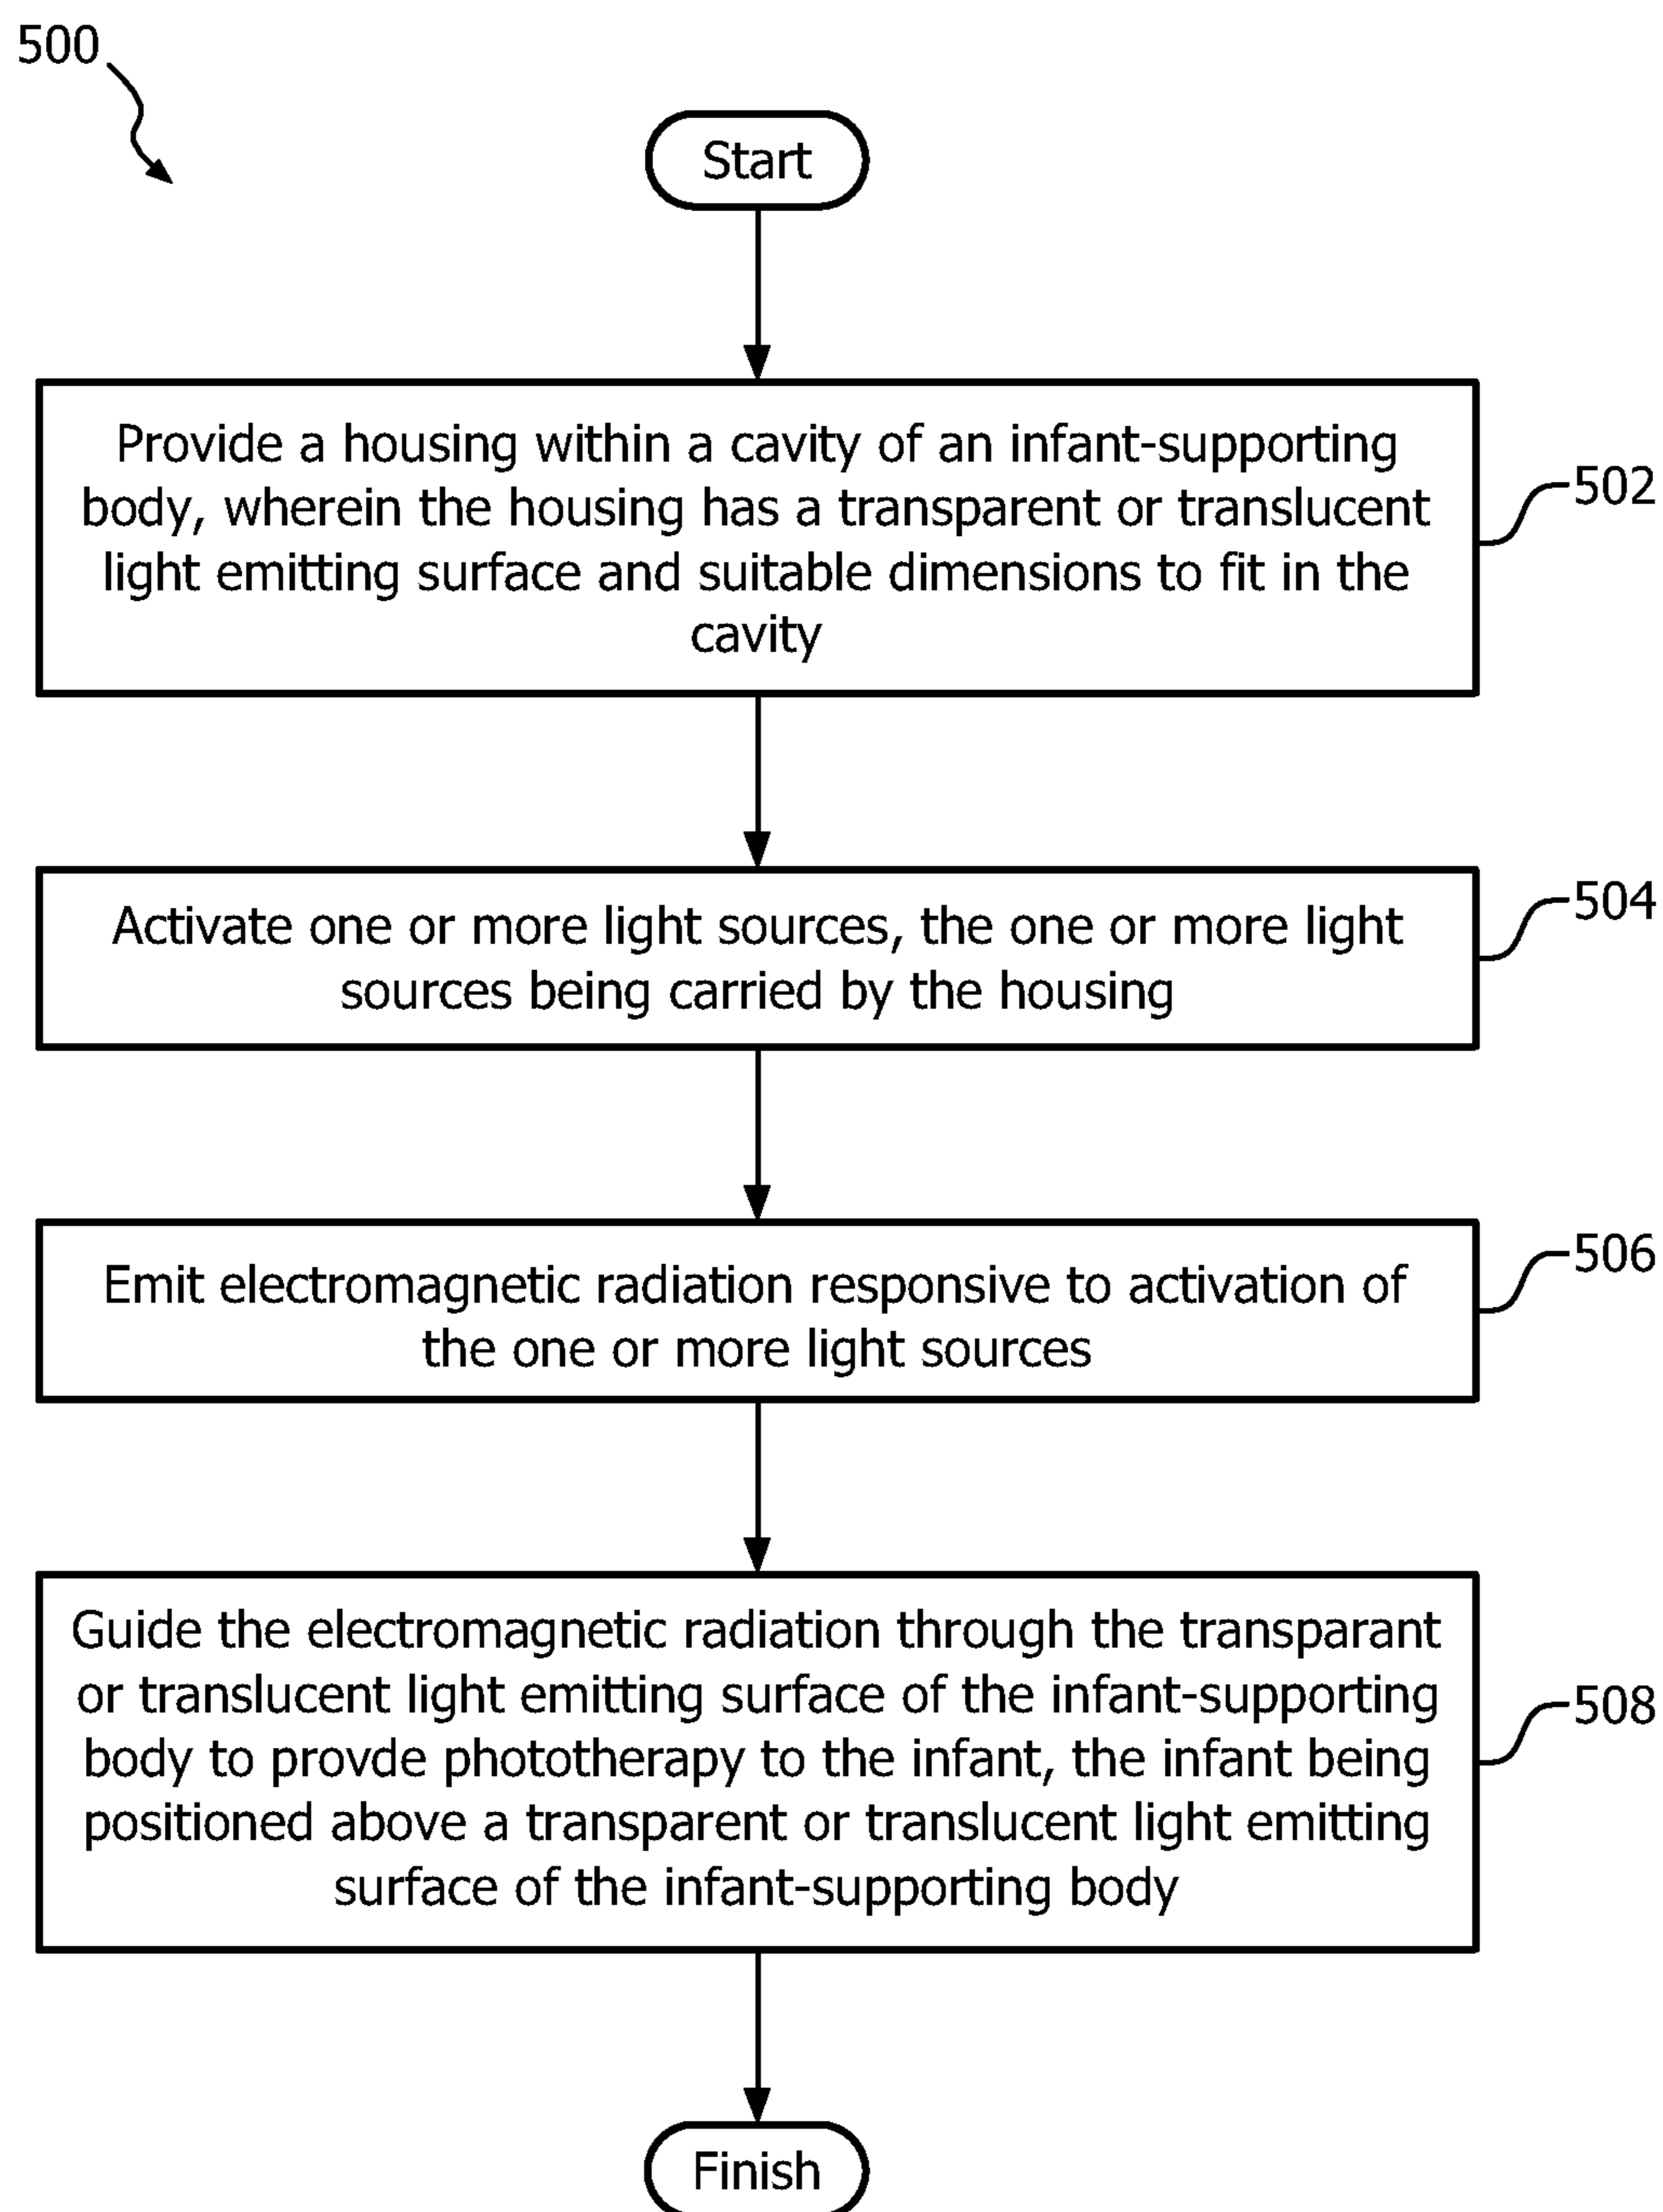 500
Start
Provide a housing within a cavity of an infant-supporting
body, wherein the housing has a transparent or translucent
light emitting surface and suitable dimensions to fit in the
cavity
502
Activate one or more light sources, the one or more light
sources being carried by the housing
504
Emit electromagnetic radiation responsive to activation of
the one or more light sources
506
Guide the electromagnetic radiation through the transparant
or translucent light emitting surface of the infant-supporting
body to provde phototherapy to the infant, the infant being
positioned above a transparent or translucent light emitting
surface of the infant-supporting body
508
Finish